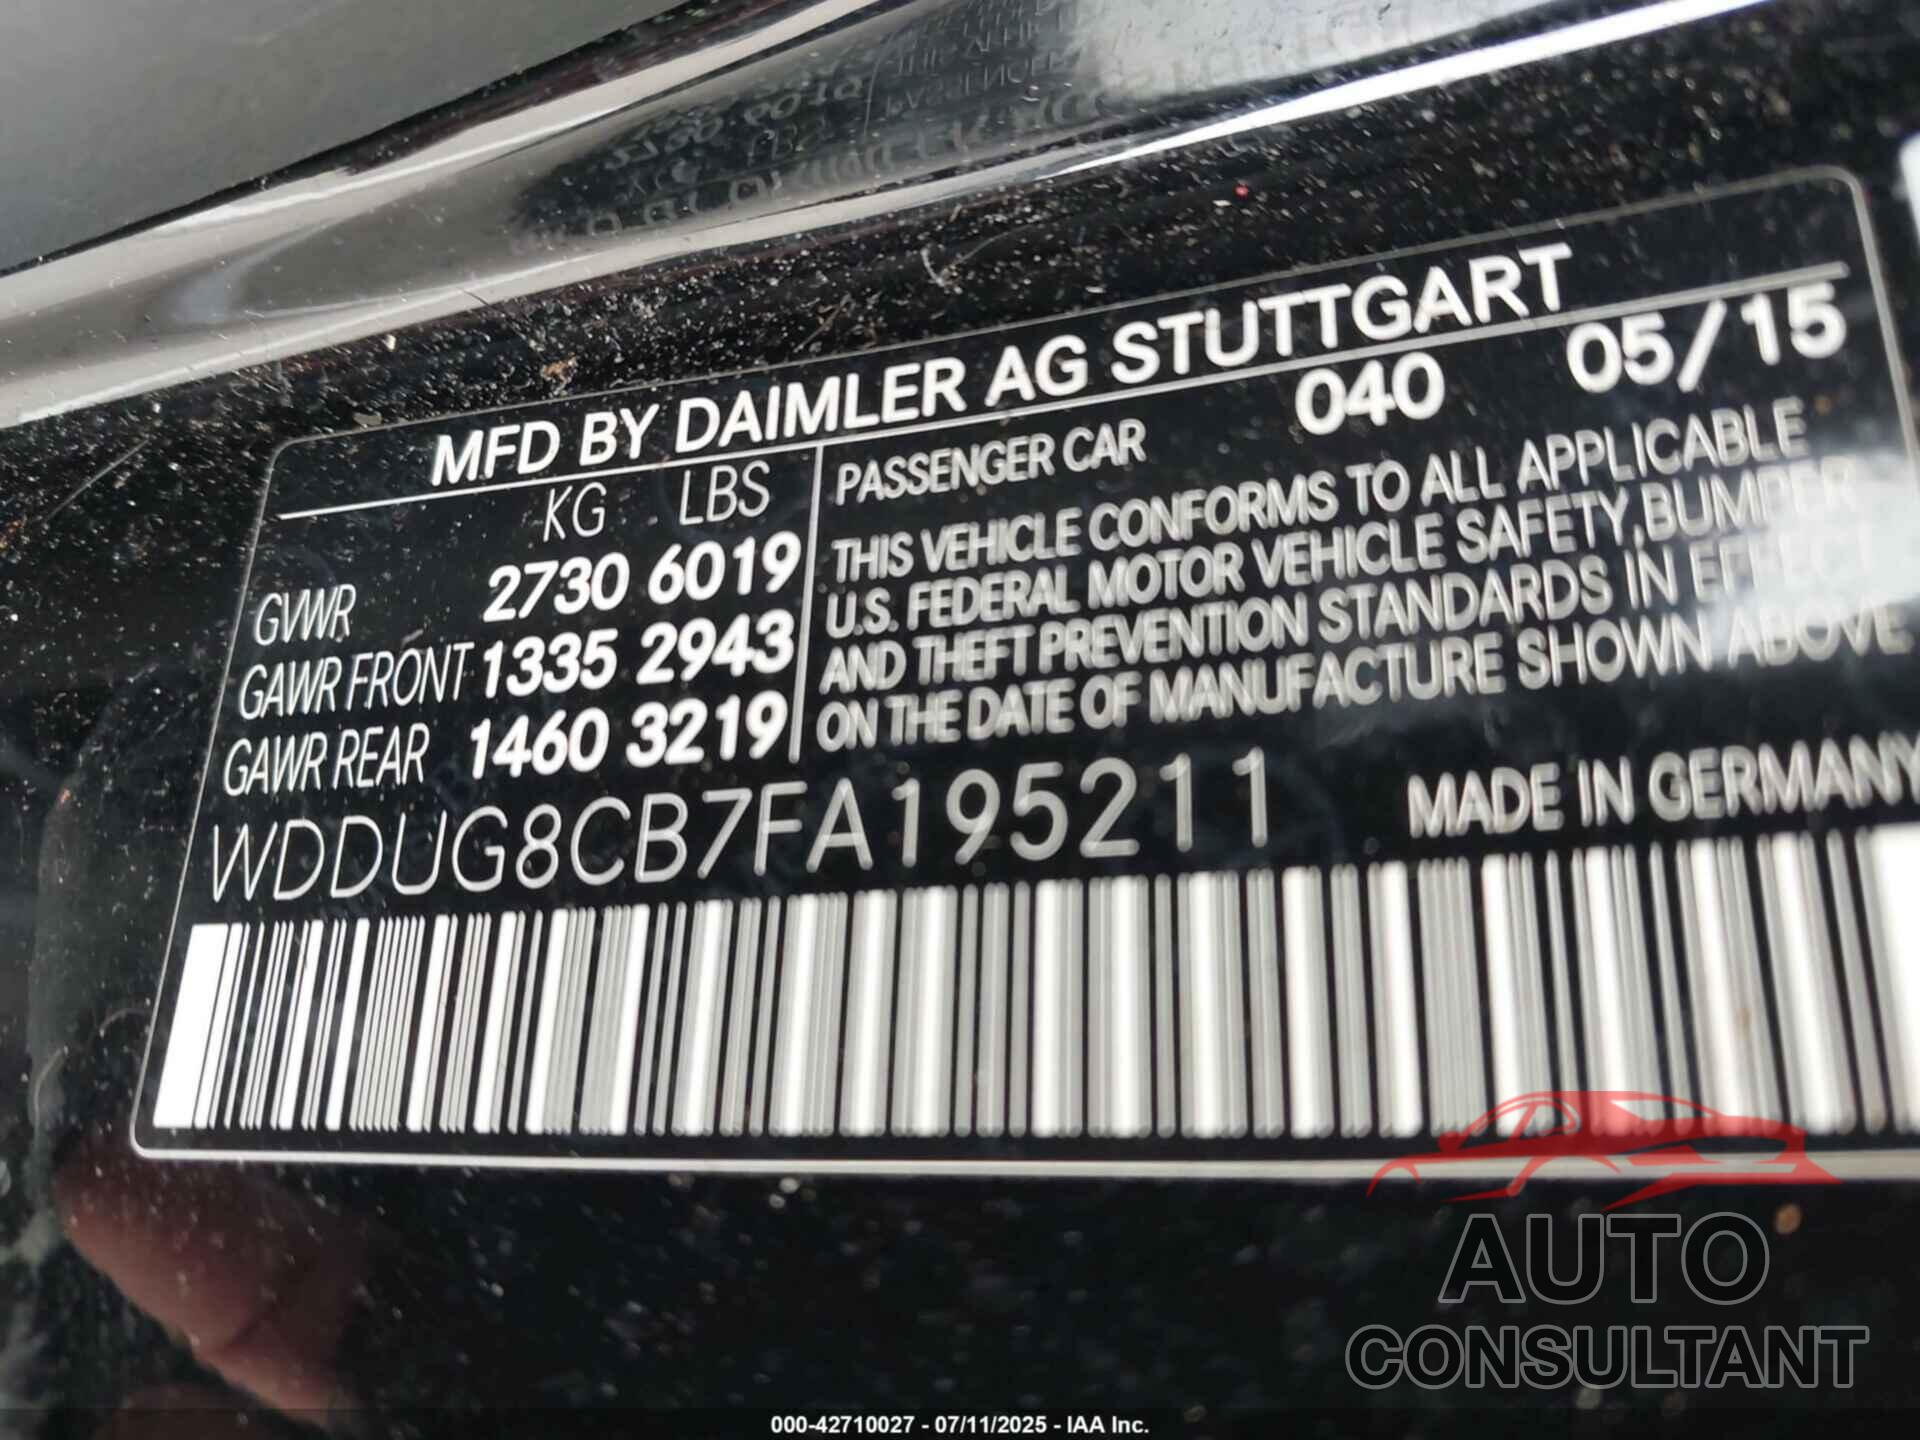 MFD BY DAIMLER AG STUTTGART
KG LBS
GVWR 2730 6019
GAWR FRONT 1335 2943
GAWR REAR 1460 3219
PASSENGER CAR 040 05/15
THIS VEHICLE CONFORMS TO ALL APPLICABLE
U.S. FEDERAL MOTOR VEHICLE SAFETY, BUMPER
AND THEFT PREVENTION STANDARDS IN EFFECT
ON THE DATE OF MANUFACTURE SHOWN ABOVE
WDDUG8CB7FA195211 MADE IN GERMANY
AUTO
CONSULTANT
000-42710027 - 07/11/2025 - IAA Inc.